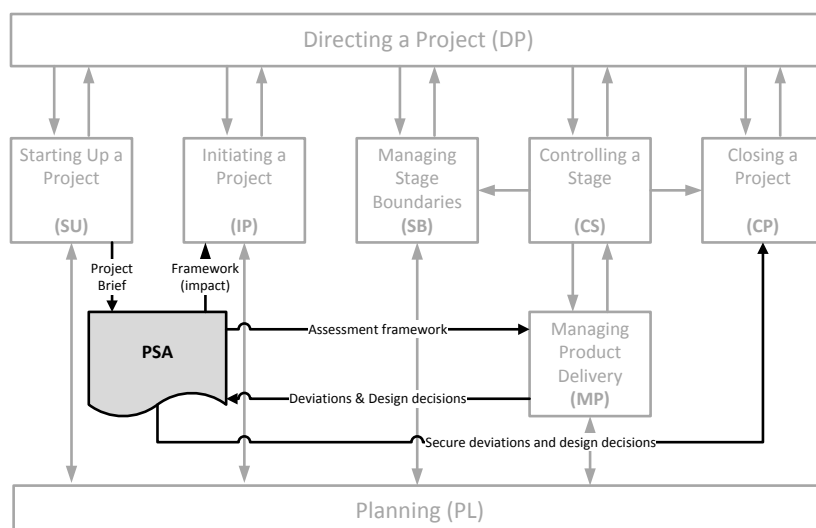 Directing a Project (DP)
Starting Up a
Project
(SU)
Initiating a
Project
(IP)
Managing
Stage
Boundaries
(SB)
Controlling a
Stage
(CS)
Closing a
Project
(CP)
Project
Brief
Framework
(impact)
PSA
Assessment framework
Managing
Product
Delivery
(MP)
Deviations & Design decisions
Secure deviations and design decisions
Planning (PL)